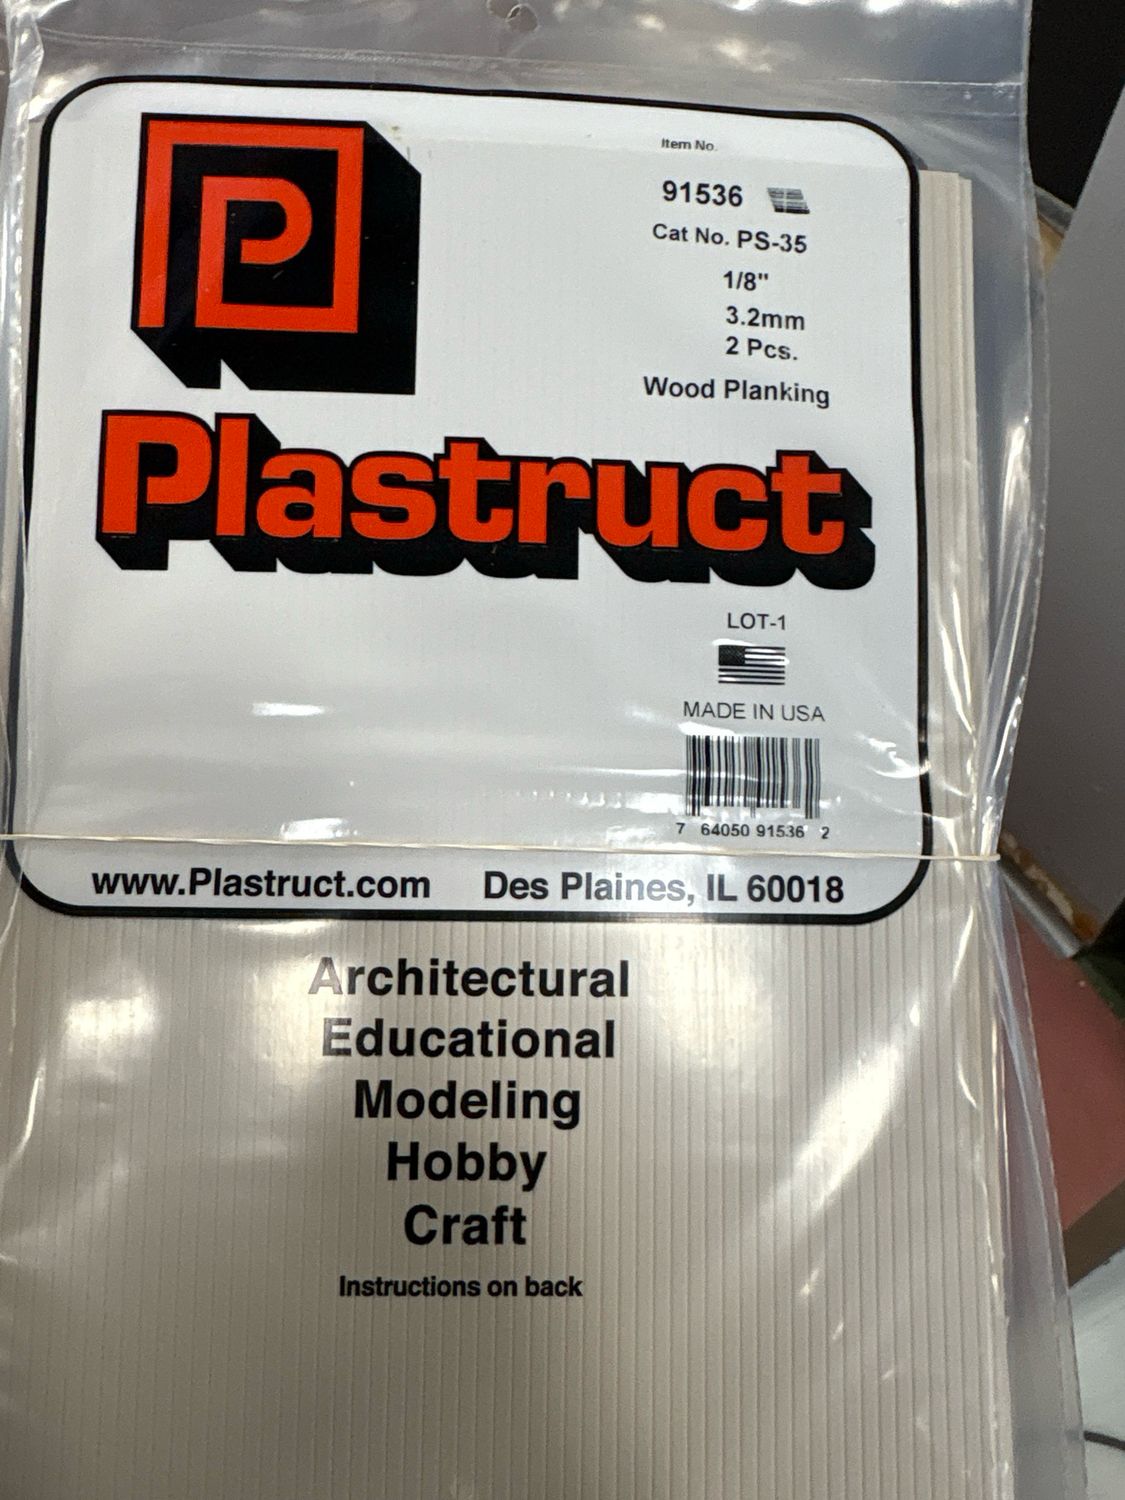 P
Item No.
91536
Cat No. PS-35
1/8"
3.2mm
2 Pcs.
Wood Planking
Plastruct
LOT-1
MADE IN USA
7 64050 91536 2
www.Plastruct.com Des Plaines, IL 60018
Architectural
Educational
Modeling
Hobby
Craft
Instructions on back